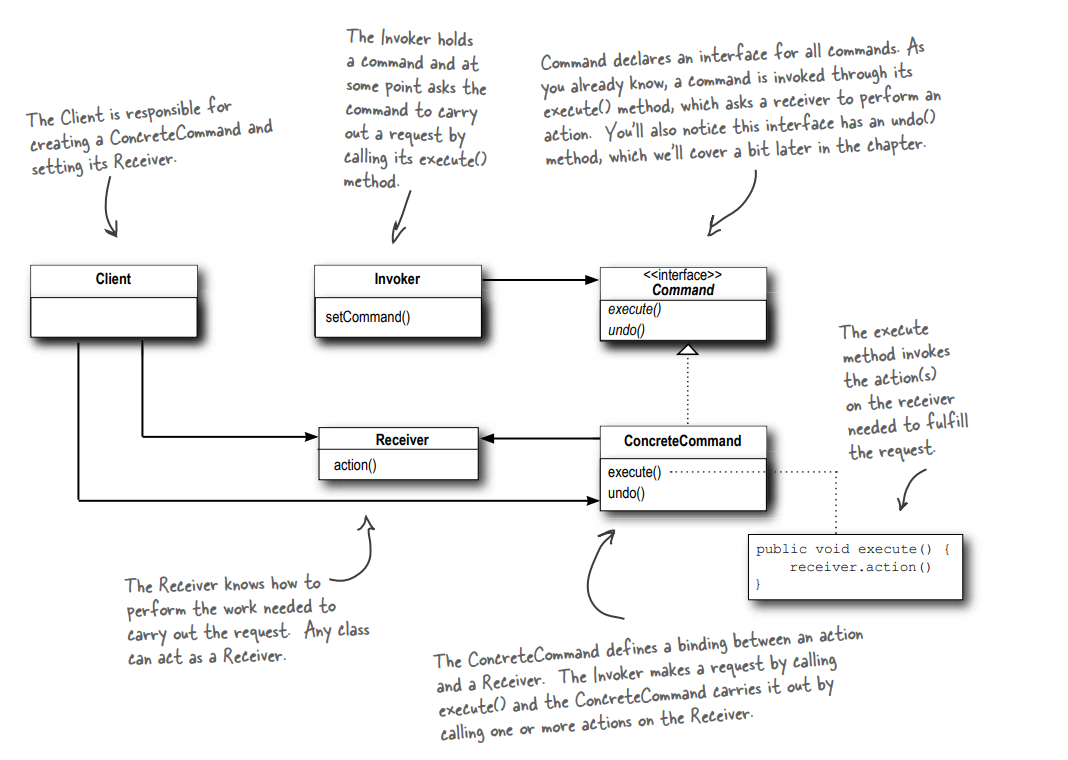 The Client is responsible for
creating a ConcreteCommand and
setting its Receiver.
The Invoker holds
a command and at
some point asks the
command to carry
out a request by
calling its execute()
method.
Command declares an interface for all commands. As
you already know, a command is invoked through its
execute() method, which asks a receiver to perform an
action. You'll also notice this interface has an undo()
method, which we'll cover a bit later in the chapter.
Client
Invoker
setCommand()
<<interface>>
Command
execute()
undo()
The execute
method invokes
the action(s)
on the receiver
needed to fulfill
the request.
Receiver
action()
ConcreteCommand
execute()
undo()
public void execute() {
receiver.action()
}
The Receiver knows how to
perform the work needed to
carry out the request. Any class
can act as a Receiver.
The ConcreteCommand defines a binding between an action
and a Receiver. The Invoker makes a request by calling
execute() and the ConcreteCommand carries it out by
calling one or more actions on the Receiver.